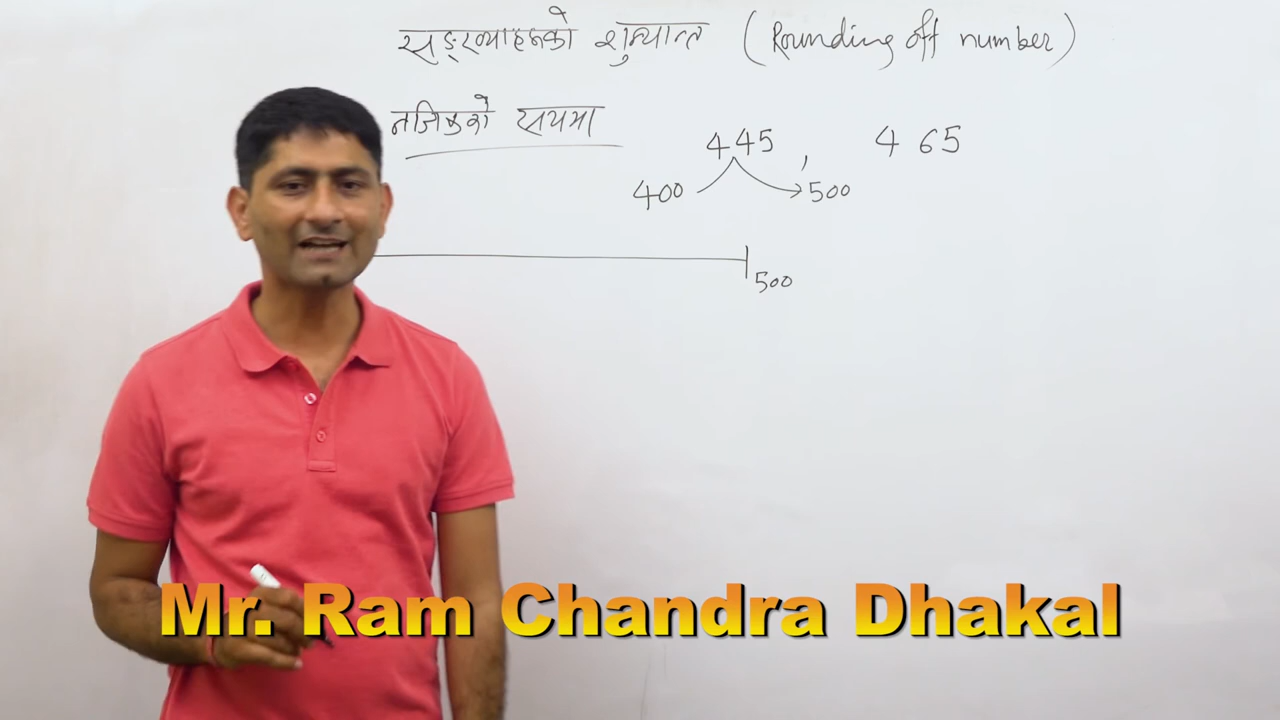 सङ्ख्याहरूको शुन्यान्त (Rounding off number)
नजिकको सयमा
445, 465
400 500
500
Mr. Ram Chandra Dhakal